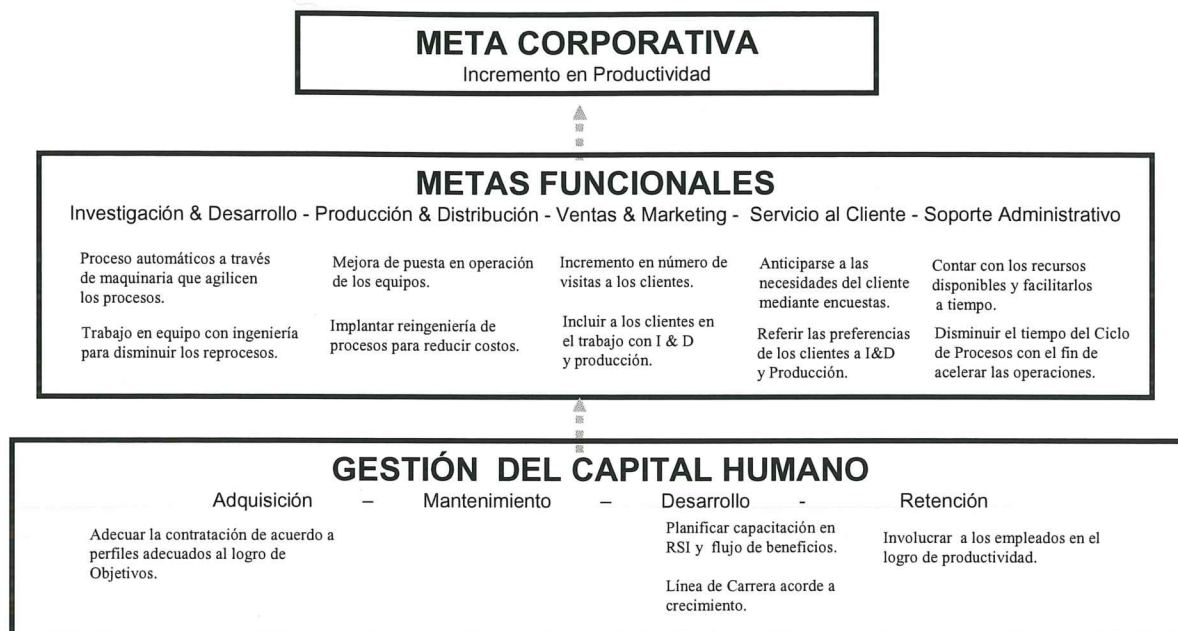 META CORPORATIVA
Incremento en Productividad
METAS FUNCIONALES
Investigación & Desarrollo - Producción & Distribución - Ventas & Marketing - Servicio al Cliente - Soporte Administrativo
Proceso automáticos a través
de maquinaria que agilicen
los procesos.
Trabajo en equipo con ingeniería
para disminuir los reprocesos.
Mejora de puesta en operación
de los equipos.
Implantar reingeniería de
procesos para reducir costos.
Incremento en número de
visitas a los clientes.
Incluir a los clientes en
el trabajo con I & D
y producción.
Anticiparse a las
necesidades del cliente
mediante encuestas.
Referir las preferencias
de los clientes a I&D
y Producción.
Contar con los recursos
disponibles y facilitarlos
a tiempo.
Disminuir el tiempo del Ciclo
de Procesos con el fin de
acelerar las operaciones.
GESTIÓN DEL CAPITAL HUMANO
Adquisición – Mantenimiento – Desarrollo - Retención
Adecuar la contratación de acuerdo a
perfiles adecuados al logro de
Objetivos.
Planificar capacitación en
RSI y flujo de beneficios.
Línea de Carrera acorde a
crecimiento.
Involucrar a los empleados en el
logro de productividad.